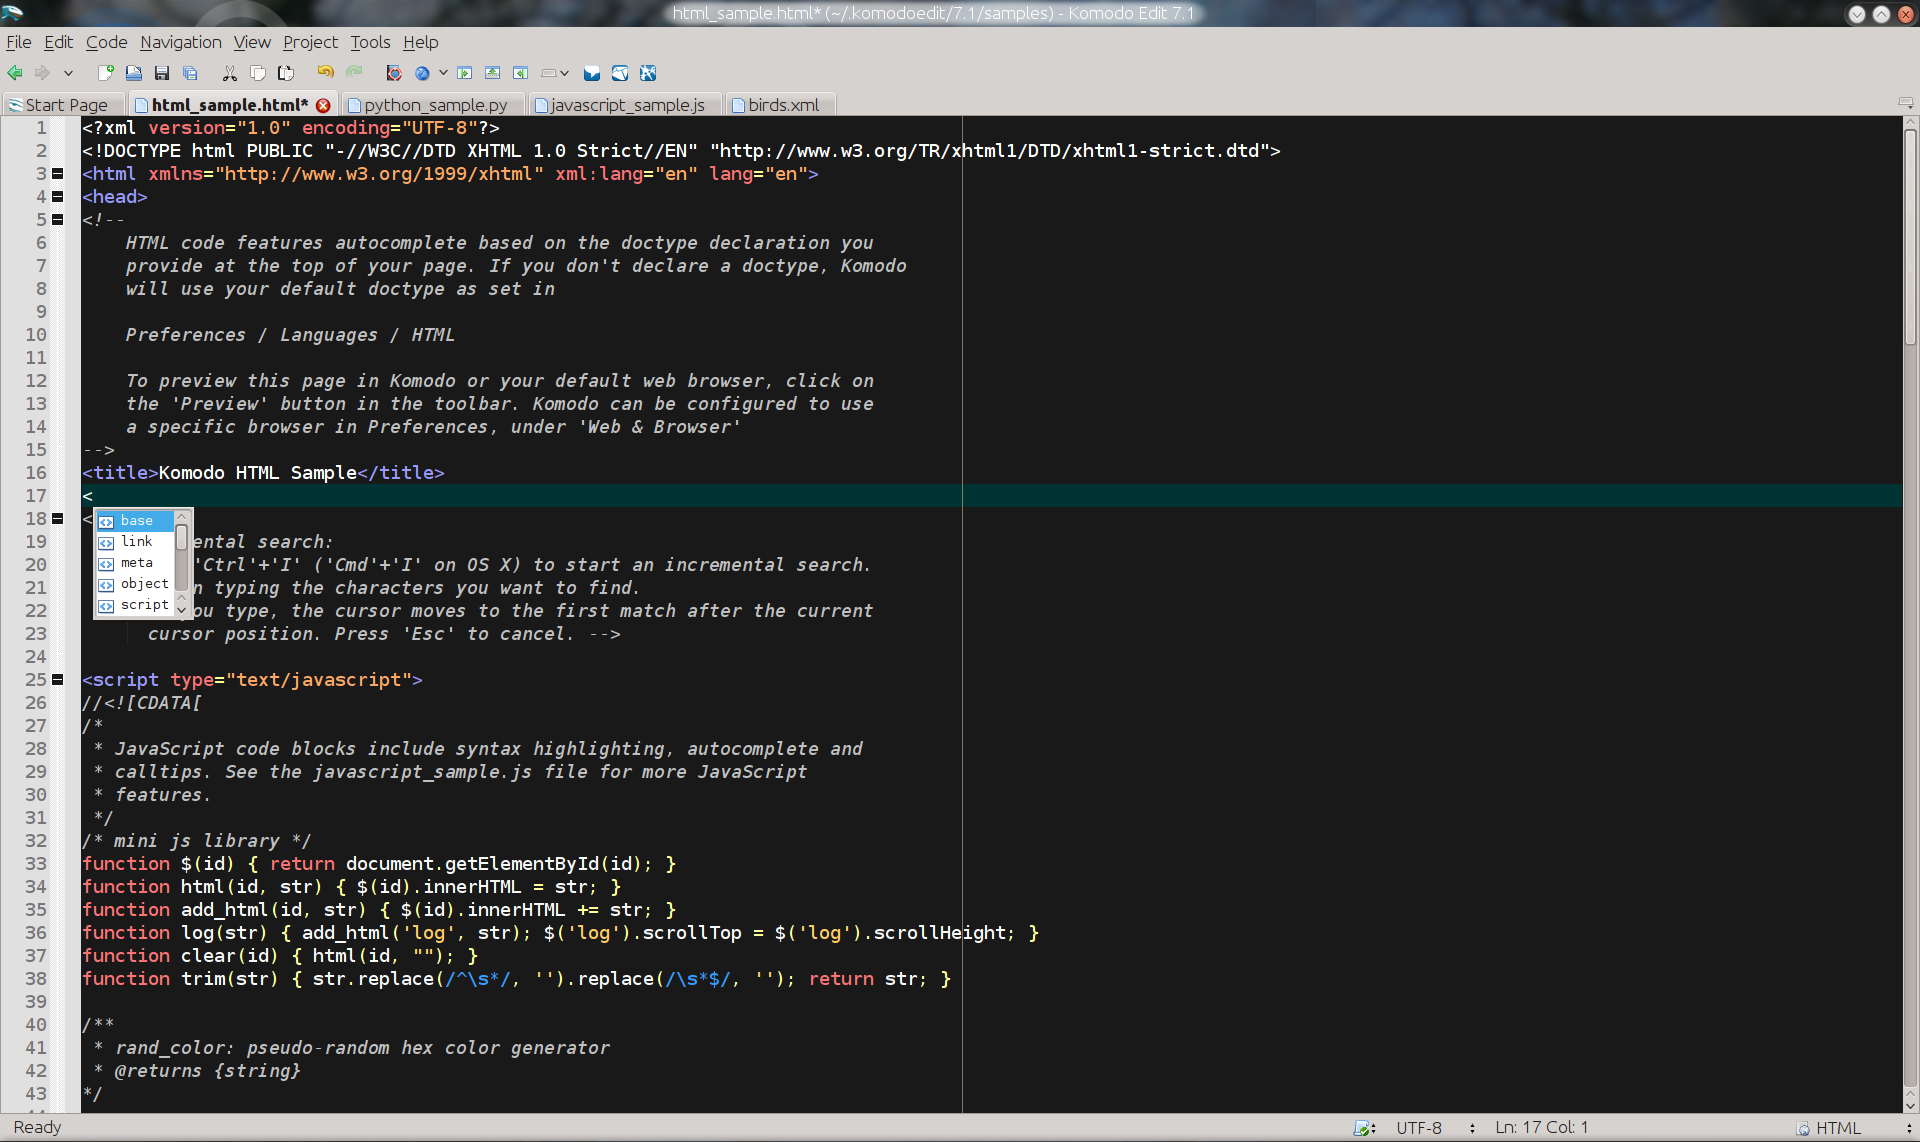 html_sample.html* (~/.komodoedit/7.1/samples) - Komodo Edit 7.1
File Edit Code Navigation View Project Tools Help
Start Page html_sample.html* python_sample.py javascript_sample.js birds.xml
1 <?xml version="1.0" encoding="UTF-8"?>
2 <!DOCTYPE html PUBLIC "-//W3C//DTD XHTML 1.0 Strict//EN" "http://www.w3.org/TR/xhtml1/DTD/xhtml1-strict.dtd">
3 <html xmlns="http://www.w3.org/1999/xhtml" xml:lang="en" lang="en">
4 <head>
5 <!--
6 HTML code features autocomplete based on the doctype declaration you
7 provide at the top of your page. If you don't declare a doctype, Komodo
8 will use your default doctype as set in
9
10 Preferences / Languages / HTML
11
12 To preview this page in Komodo or your default web browser, click on
13 the 'Preview' button in the toolbar. Komodo can be configured to use
14 a specific browser in Preferences, under 'Web & Browser'
15 -->
16 <title>Komodo HTML Sample</title>
17 <
18 <
base
link
meta
object
script
19 ental search:
20 'Ctrl'+'I' ('Cmd'+'I' on OS X) to start an incremental search.
21 n typing the characters you want to find.
22 ou type, the cursor moves to the first match after the current
23 cursor position. Press 'Esc' to cancel. -->
24
25 <script type="text/javascript">
26 //<![CDATA[
27 /*
28 * JavaScript code blocks include syntax highlighting, autocomplete and
29 * calltips. See the javascript_sample.js file for more JavaScript
30 * features.
31 */
32 /* mini js library */
33 function $(id) { return document.getElementById(id); }
34 function html(id, str) { $(id).innerHTML = str; }
35 function add_html(id, str) { $(id).innerHTML += str; }
36 function log(str) { add_html('log', str); $('log').scrollTop = $('log').scrollHeight; }
37 function clear(id) { html(id, ""); }
38 function trim(str) { str.replace(/^\s*/, '').replace(/\s*$/, ''); return str; }
39
40 /**
41 * rand_color: pseudo-random hex color generator
42 * @returns {string}
43 */
Ready UTF-8 Ln: 17 Col: 1 HTML